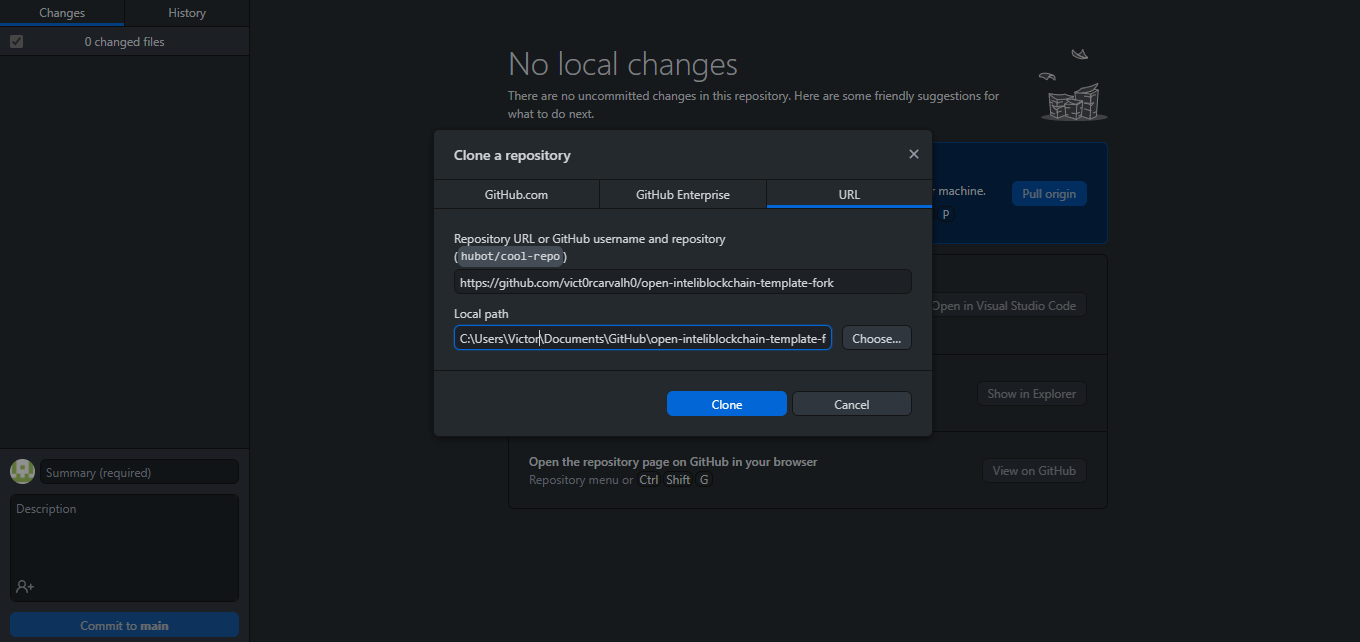 Changes History
0 changed files
No local changes
There are no uncommitted changes in this repository. Here are some friendly suggestions for
what to do next.
Clone a repository
GitHub.com GitHub Enterprise URL
machine.
Pull origin
P
Repository URL or GitHub username and repository
(hubot/cool-repo)
https://github.com/vict0rcarvalh0/open-inteliblockchain-template-fork
Open in Visual Studio Code
Local path
C:\Users\Victor\Documents\GitHub\open-inteliblockchain-template-f
Choose...
Show in Explorer
Clone Cancel
Open the repository page on GitHub in your browser
Repository menu or Ctrl Shift G
View on GitHub
Summary (required)
Description
Commit to main